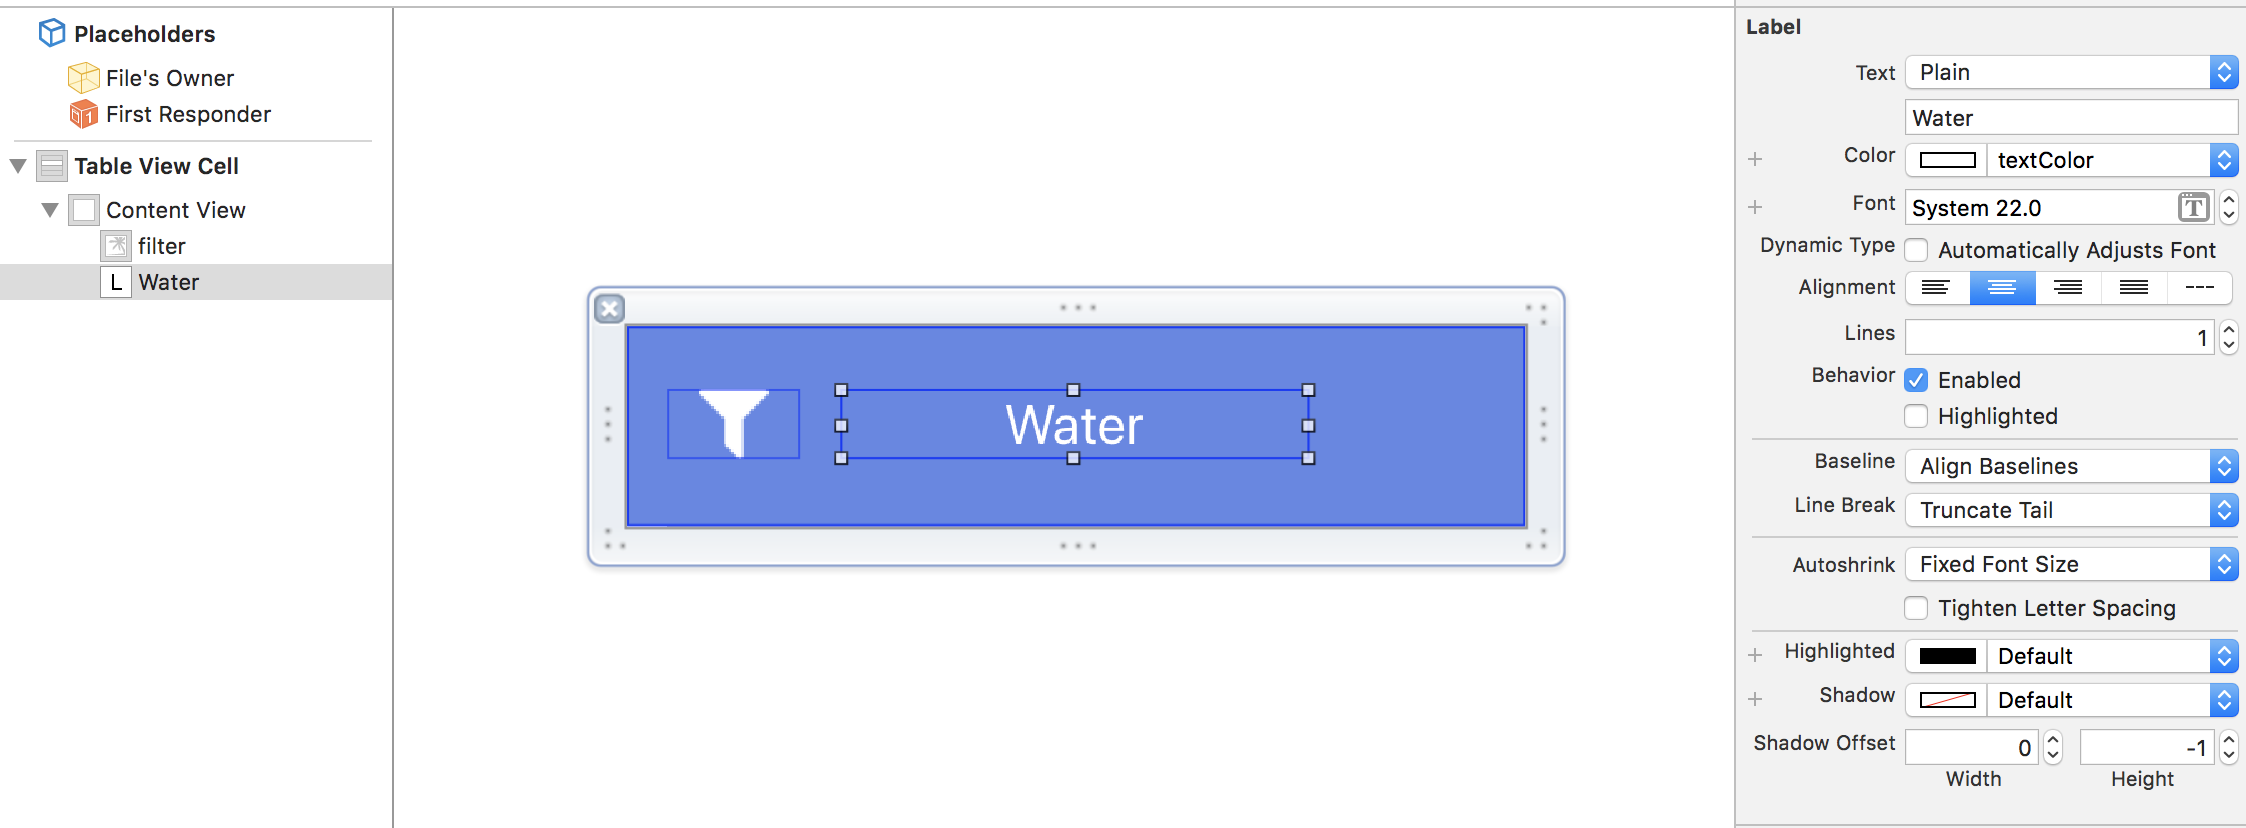 Placeholders
File's Owner
First Responder
Table View Cell
Content View
filter
L Water
Water
Label
Text Plain
Water
Color textColor
Font System 22.0 T
Dynamic Type Automatically Adjusts Font
Alignment
Lines 1
Behavior Enabled
Highlighted
Baseline Align Baselines
Line Break Truncate Tail
Autoshrink Fixed Font Size
Tighten Letter Spacing
Highlighted Default
Shadow Default
Shadow Offset 0 -1
Width Height